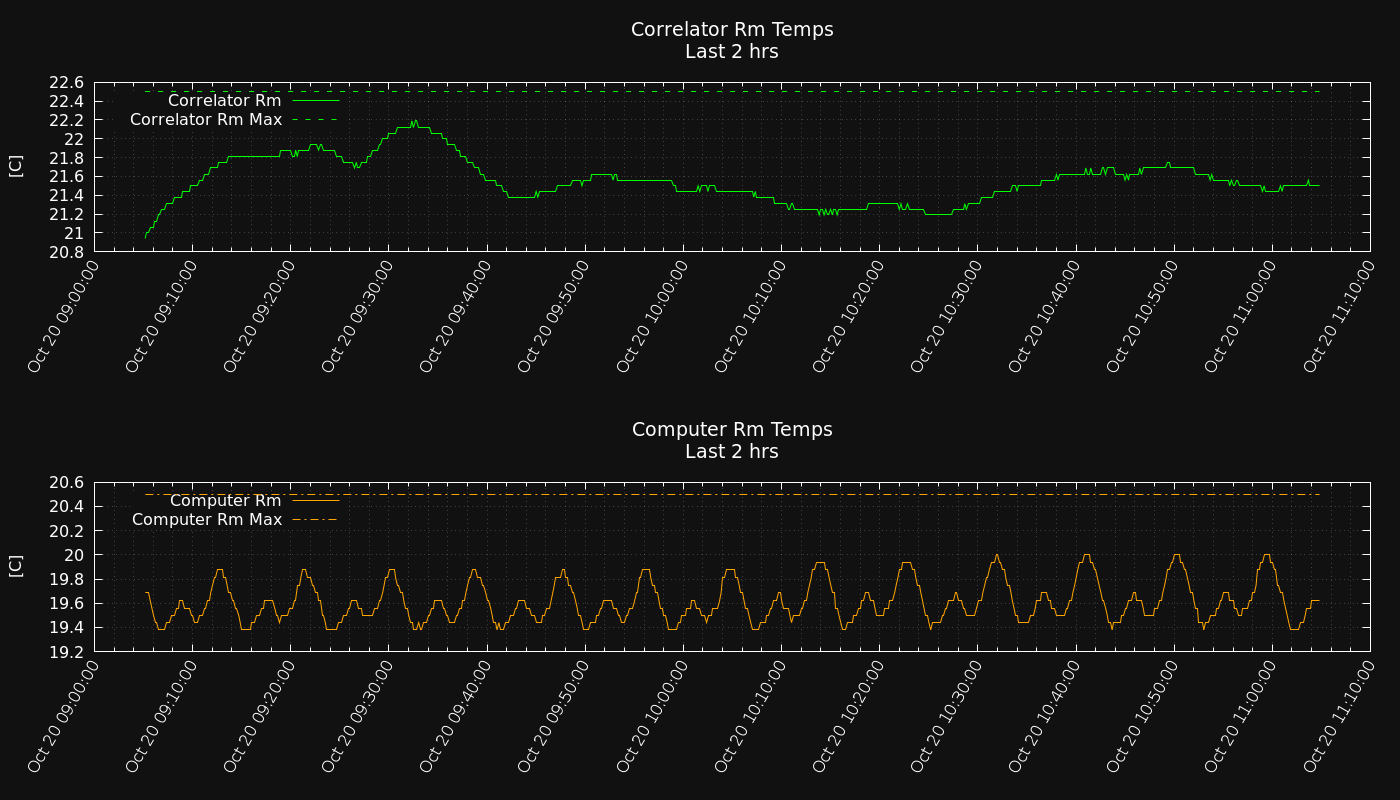 Correlator Rm Temps
Last 2 hrs
22.6
22.4
22.2
22
21.8
21.6
21.4
21.2
21
20.8
[C]
Correlator Rm
Correlator Rm Max
Oct 20 09:00:00
Oct 20 09:10:00
Oct 20 09:20:00
Oct 20 09:30:00
Oct 20 09:40:00
Oct 20 09:50:00
Oct 20 10:00:00
Oct 20 10:10:00
Oct 20 10:20:00
Oct 20 10:30:00
Oct 20 10:40:00
Oct 20 10:50:00
Oct 20 11:00:00
Oct 20 11:10:00
Computer Rm Temps
Last 2 hrs
20.6
20.4
20.2
20
19.8
19.6
19.4
19.2
[C]
Computer Rm
Computer Rm Max
Oct 20 09:00:00
Oct 20 09:10:00
Oct 20 09:20:00
Oct 20 09:30:00
Oct 20 09:40:00
Oct 20 09:50:00
Oct 20 10:00:00
Oct 20 10:10:00
Oct 20 10:20:00
Oct 20 10:30:00
Oct 20 10:40:00
Oct 20 10:50:00
Oct 20 11:00:00
Oct 20 11:10:00